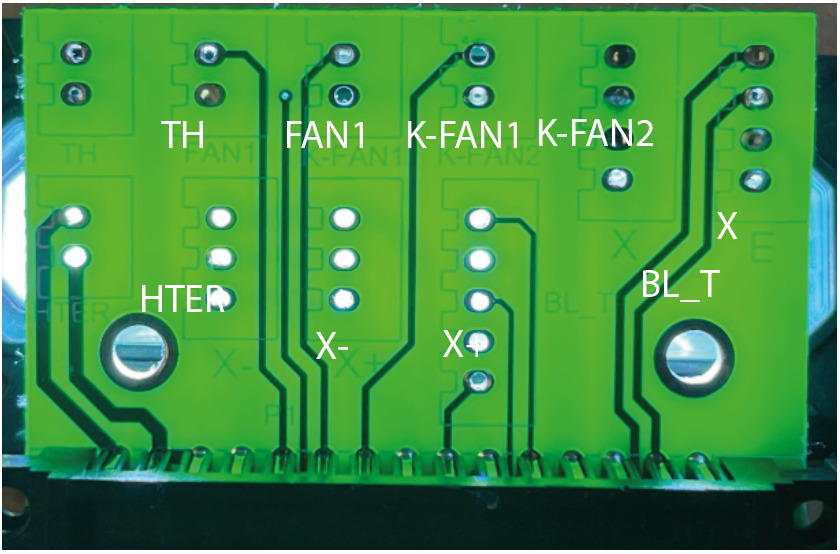 TH FAN1 K-FAN1 K-FAN2
TH FAN1 K-FAN1 K-FAN2
X
X E
BL_T
HTER BL_T
HTER
X- X+
X- X+
P1